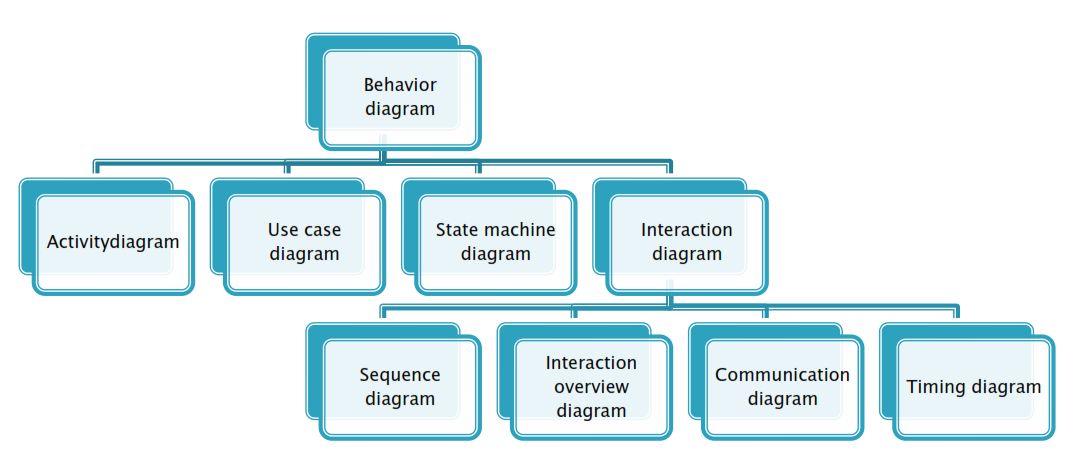 Behavior
diagram
Activitydiagram
Use case
diagram
State machine
diagram
Interaction
diagram
Sequence
diagram
Interaction
overview
diagram
Communication
diagram
Timing diagram